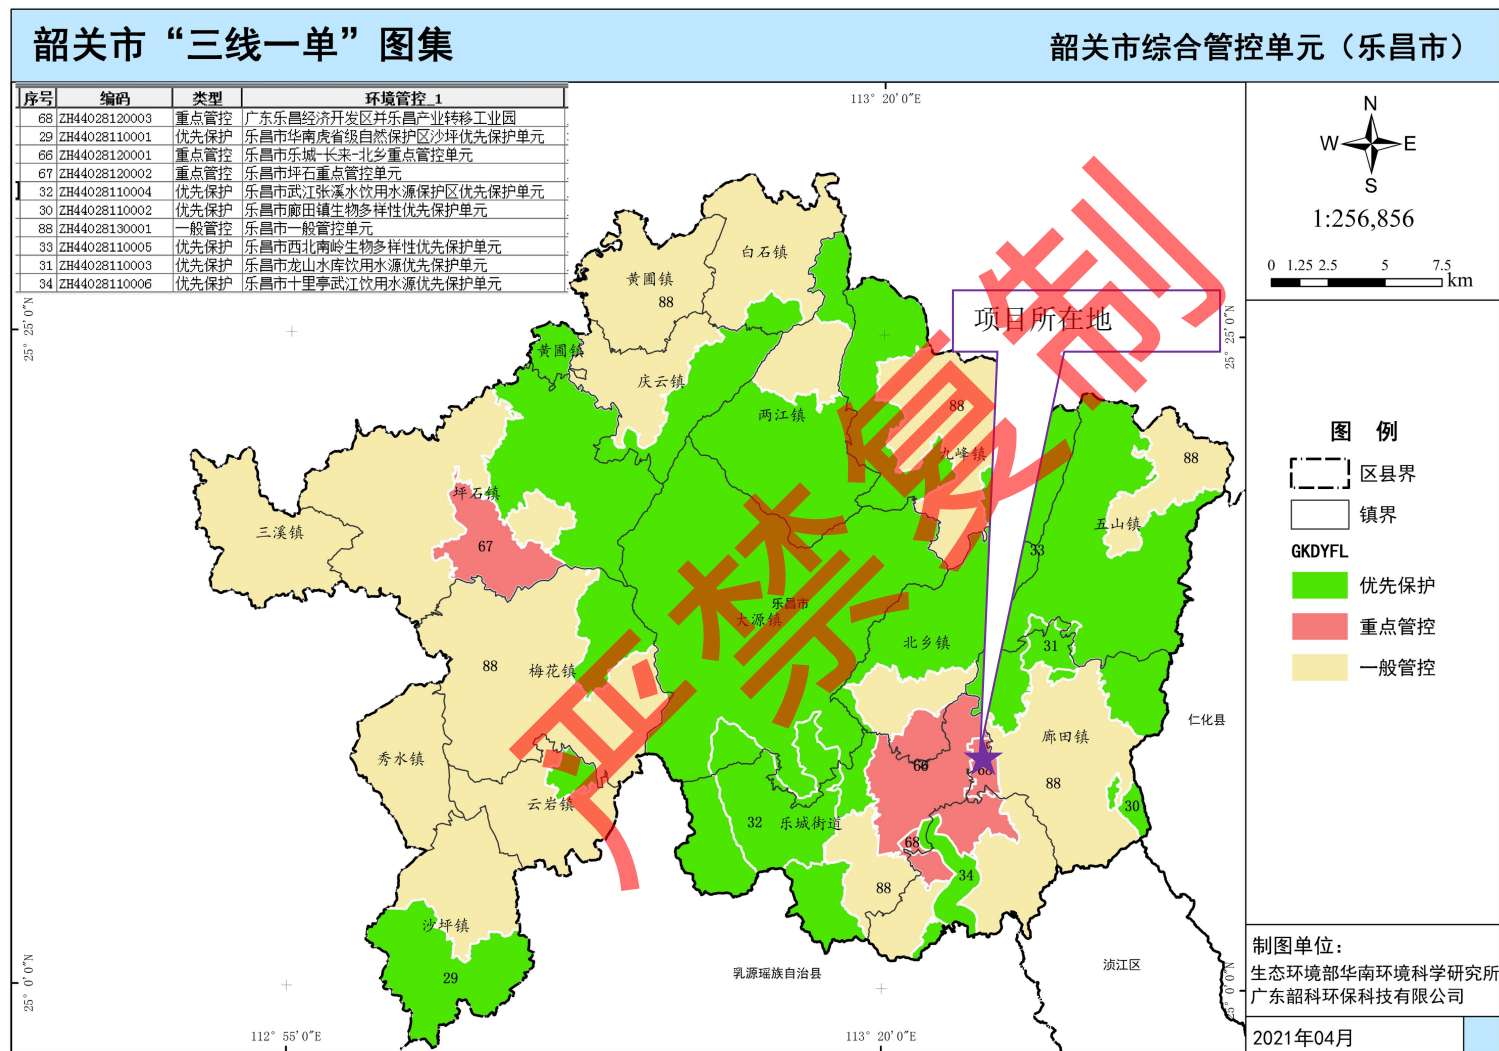 韶关市“三线一单”图集
韶关市综合管控单元（乐昌市）
序号 编码 类型 环境管控_1
68 ZH44028120003 重点管控 广东乐昌经济开发区并乐昌产业转移工业园
29 ZH44028110001 优先保护 乐昌市华南虎省级自然保护区沙坪优先保护单元
66 ZH44028120001 重点管控 乐昌市乐城-长来-北乡重点管控单元
67 ZH44028120002 重点管控 乐昌市坪石重点管控单元
32 ZH44028110004 优先保护 乐昌市武江张溪水饮用水源保护区优先保护单元
30 ZH44028110002 优先保护 乐昌市廊田镇生物多样性优先保护单元
88 ZH44028130001 一般管控 乐昌市一般管控单元
33 ZH44028110005 优先保护 乐昌市西北南岭生物多样性优先保护单元
31 ZH44028110003 优先保护 乐昌市龙山水库饮用水源优先保护单元
34 ZH44028110006 优先保护 乐昌市十里亭武江饮用水源优先保护单元
113° 20′0″E
N
W E
S
1:256,856
0 1.25 2.5 5 7.5
km
25° 25′0″N
25° 25′0″N
白石镇
黄圃镇
88
项目所在地
黄圃镇
庆云镇
两江镇
88
九峰镇
88
坪石镇
五山镇
三溪镇
67
33
乐昌市
大源镇
北乡镇
31
88
梅花镇
仁化县
秀水镇
廊田镇
68
88
云岩镇
30
32
乐城街道
68
34
88
沙坪镇
29
乳源瑶族自治县
浈江区
严禁复制
图 例
区县界
镇界
GKDYFL
优先保护
重点管控
一般管控
制图单位：
生态环境部华南环境科学研究所
广东韶科环保科技有限公司
2021年04月
25° 0′0″N
25° 0′0″N
112° 55′0″E
113° 20′0″E